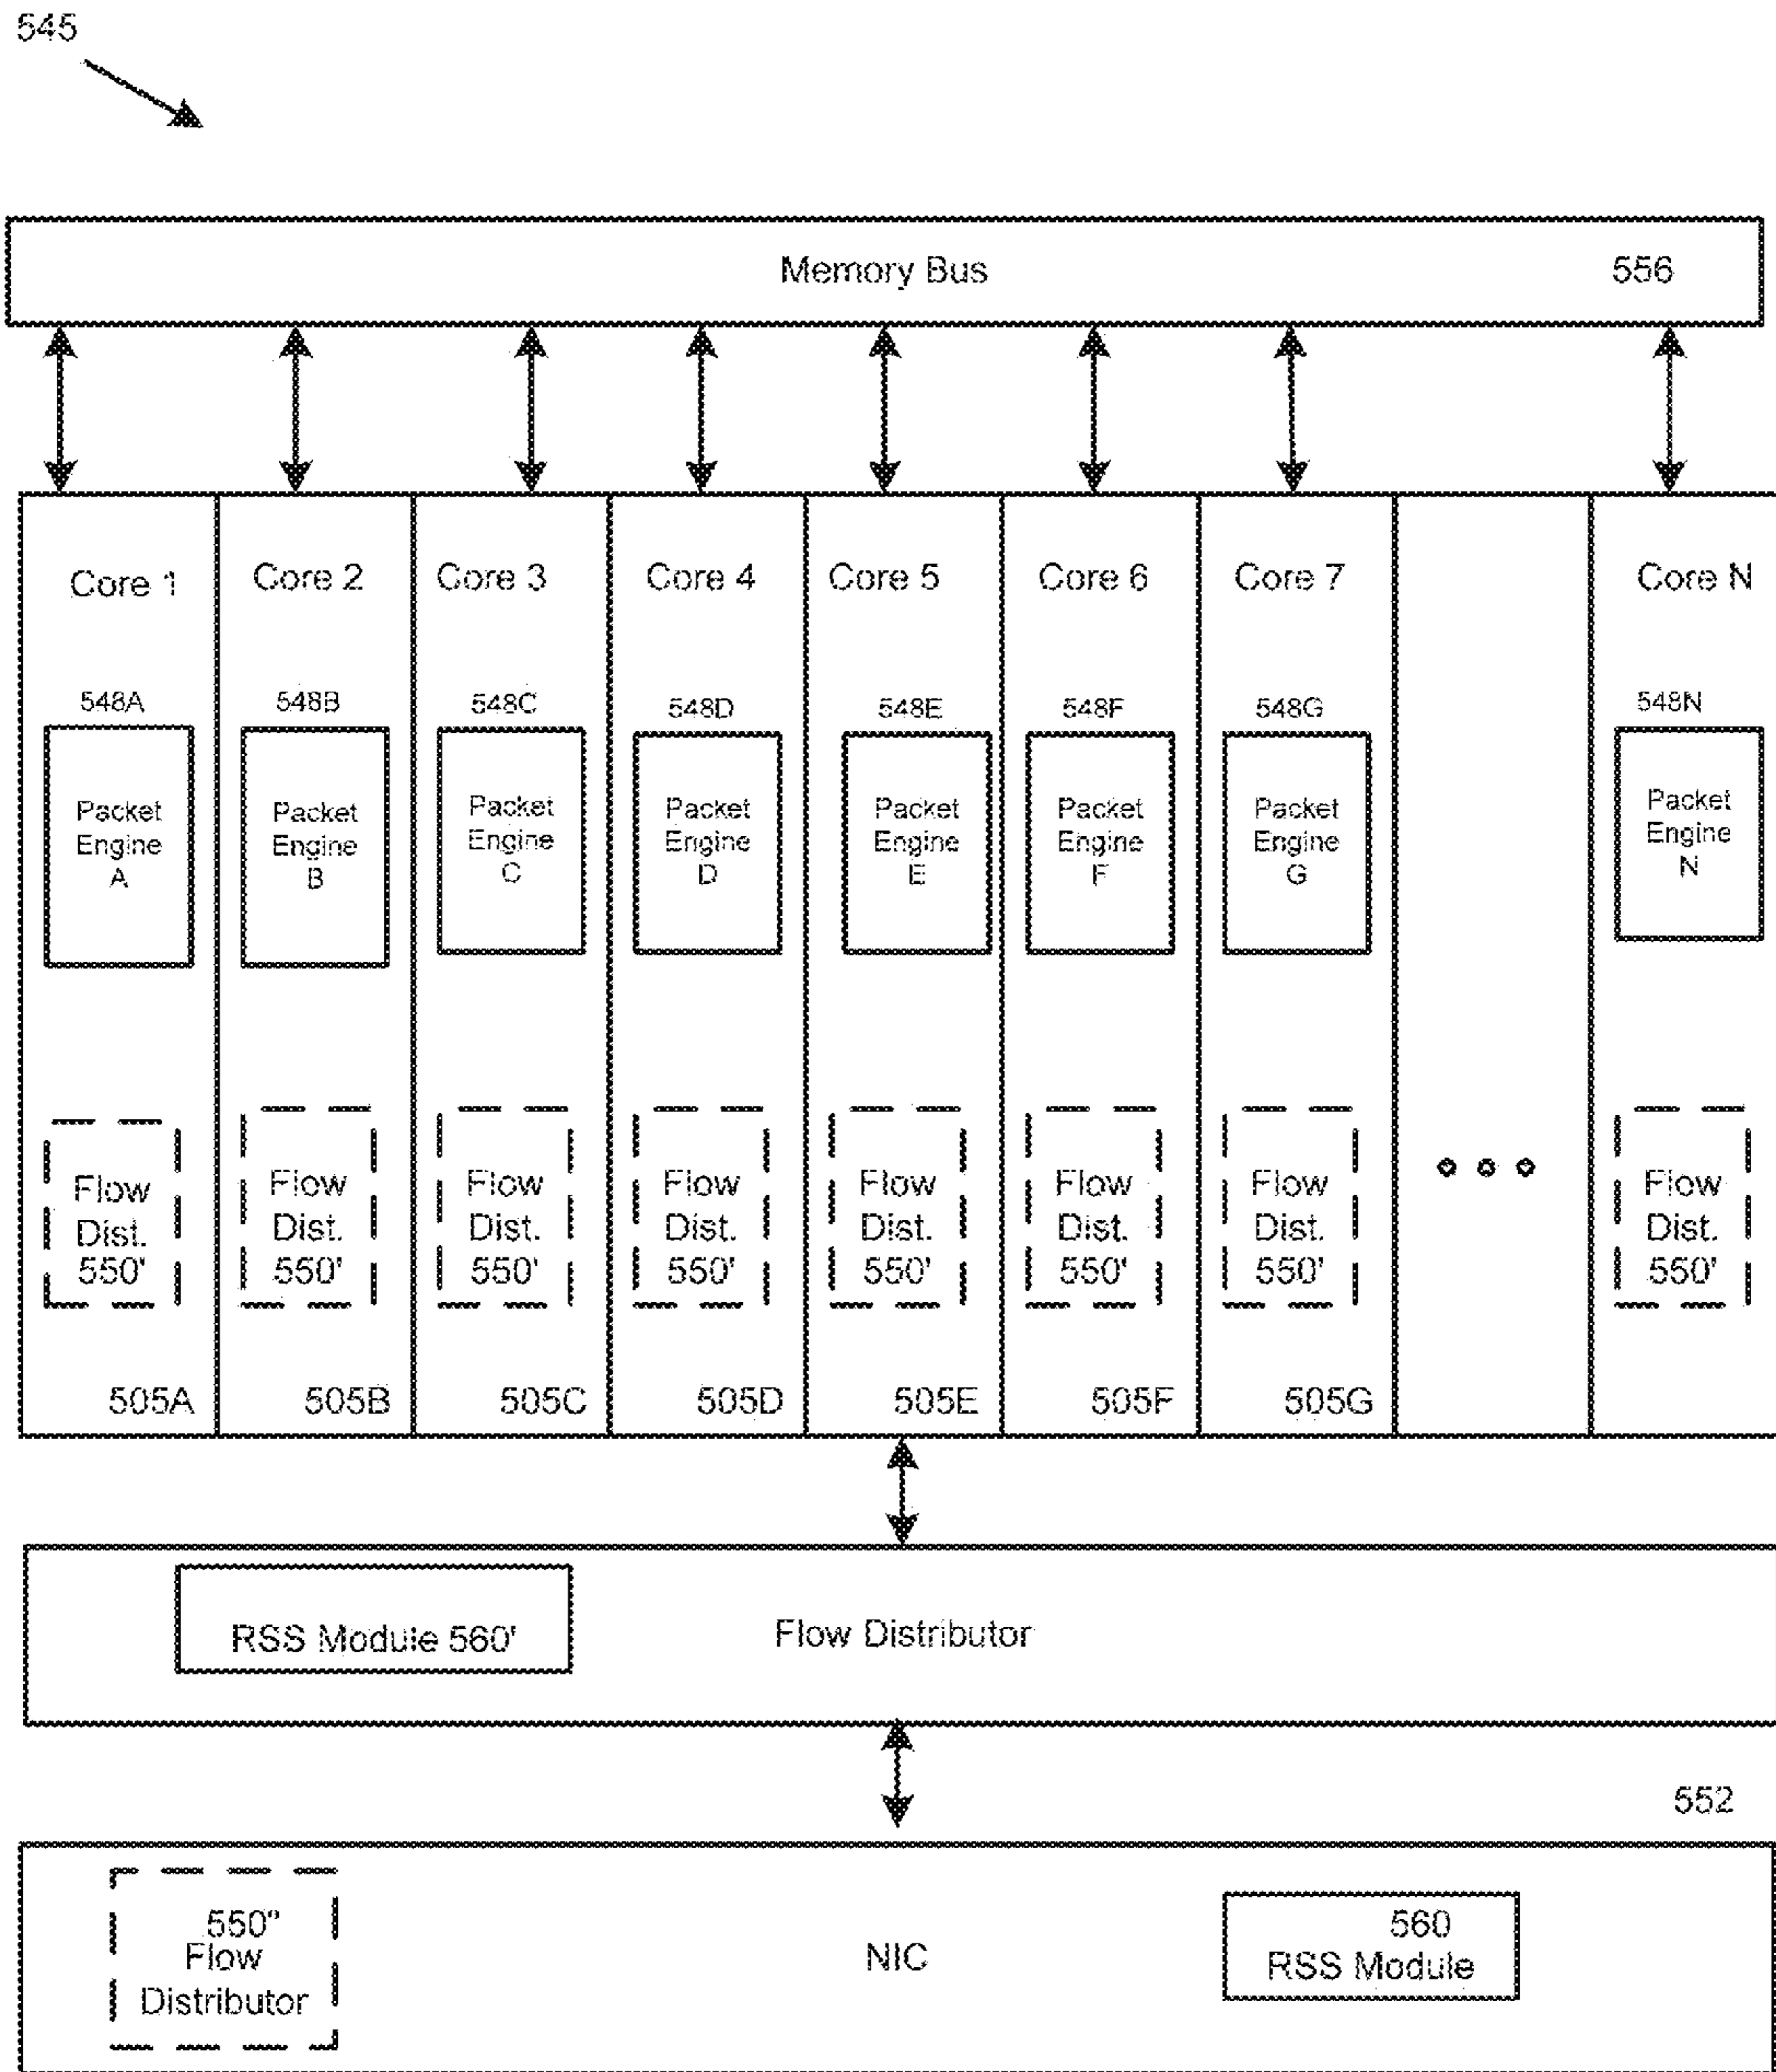 545
Memory Bus 556
Core 1 Core 2 Core 3 Core 4 Core 5 Core 6 Core 7 Core N
548A 548B 548C 548D 548E 548F 548G 548N
Packet Packet Packet Packet Packet Packet Packet Packet
Engine Engine Engine Engine Engine Engine Engine Engine
A B C D E F G N
Flow Flow Flow Flow Flow Flow Flow Flow
Dist. Dist. Dist. Dist. Dist. Dist. Dist. Dist.
550' 550' 550' 550' 550' 550' 550' 550'
505A 505B 505C 505D 505E 505F 505G
RSS Module 560' Flow Distributor
552
550" 560
Flow NIC RSS Module
Distributor